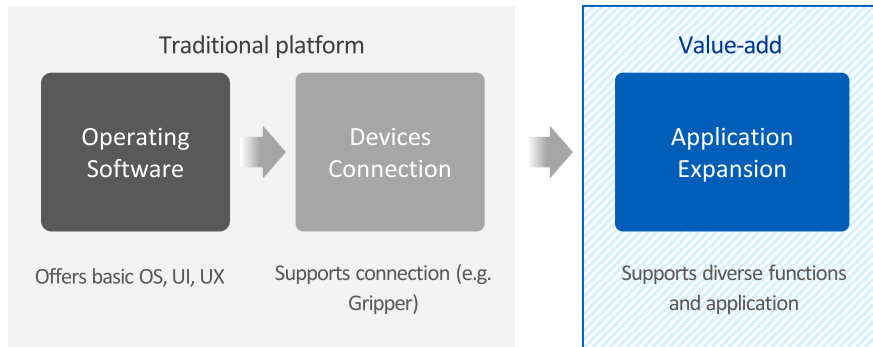 Traditional platform
Operating
Software
Devices
Connection
Offers basic OS, UI, UX
Supports connection (e.g.
Gripper)
Value-add
Application
Expansion
Supports diverse functions
and application